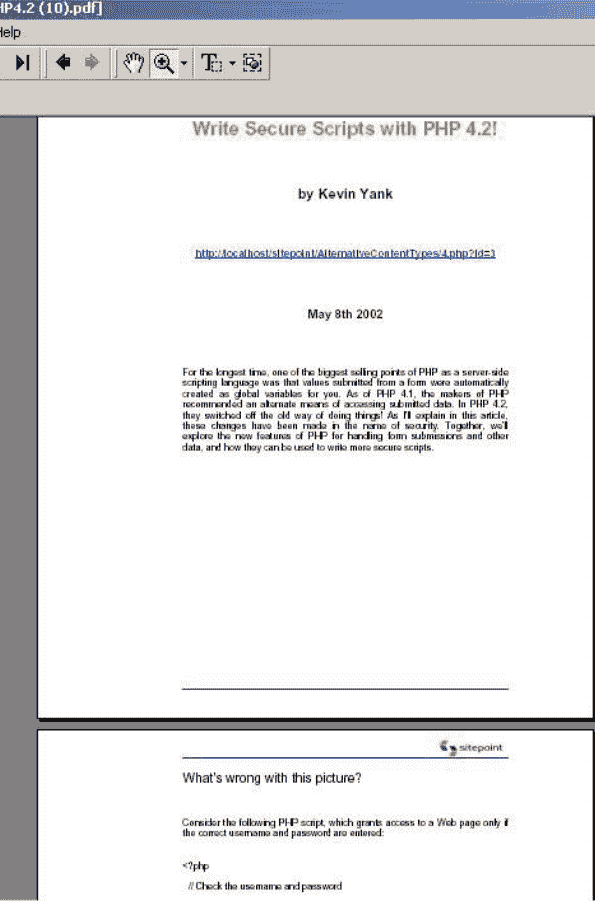 HP4.2 (10).pdf]
Help
Write Secure Scripts with PHP 4.2!
by Kevin Yank
http://localhost/sitepoint/AlternativeContentTypes/4.php?id=3
May 8th 2002
For the longest time, one of the biggest selling points of PHP as a server-side
scripting language was that values submitted from a form were automatically
created as global variables for you. As of PHP 4.1, the makers of PHP
recommended an alternate means of accessing submitted data. In PHP 4.2,
they switched off the old way of doing things! As I'll explain in this article,
these changes have been made in the name of security. Together, we'll
explore the new features of PHP for handling form submissions and other
data, and how they can be used to write more secure scripts.
sitepoint
What's wrong with this picture?
Consider the following PHP script, which grants access to a Web page only if
the correct username and password are entered:
<?php
// Check the username and password